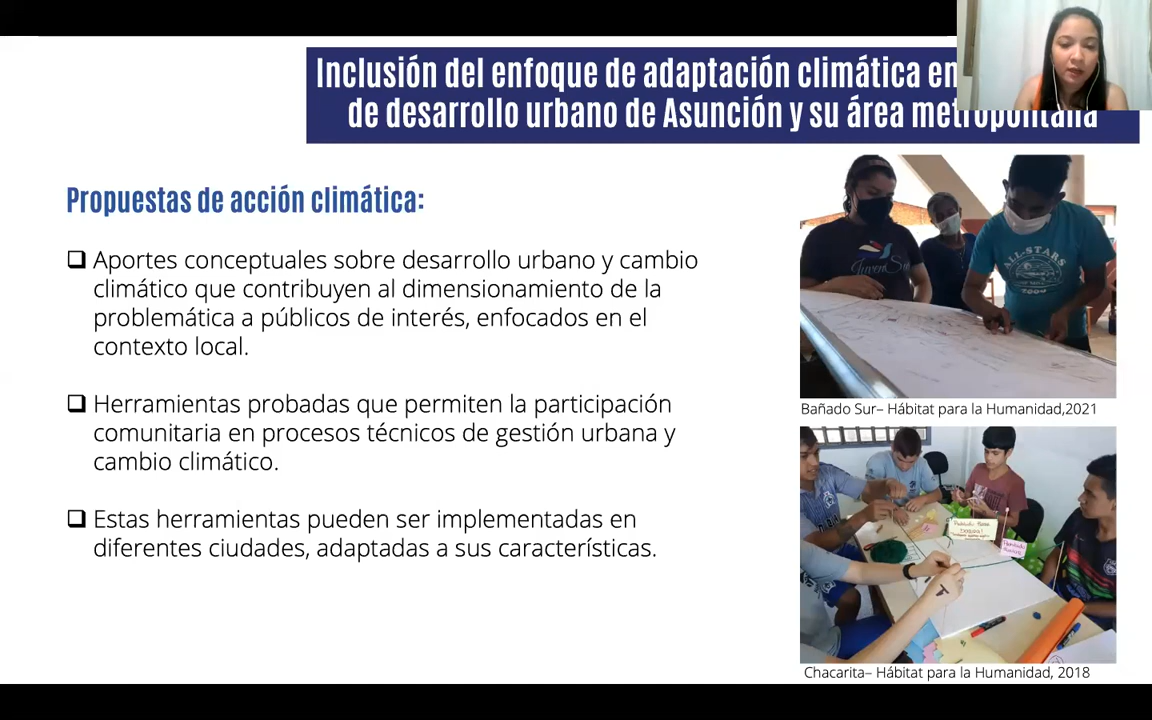 Inclusión del enfoque de adaptación climática en
de desarrollo urbano de Asunción y su área metropolitana
Propuestas de acción climática:
Aportes conceptuales sobre desarrollo urbano y cambio
climático que contribuyen al dimensionamiento de la
problemática a públicos de interés, enfocados en el
contexto local.
Herramientas probadas que permiten la participación
comunitaria en procesos técnicos de gestión urbana y
cambio climático.
Estas herramientas pueden ser implementadas en
diferentes ciudades, adaptadas a sus características.
ALL-STARS
Bañado Sur– Hábitat para la Humanidad,2021
Chacarita– Hábitat para la Humanidad, 2018